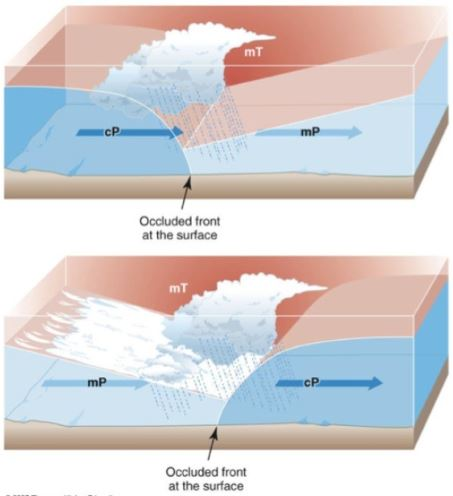 mT
cP
mP
Occluded front
at the surface
mT
mP
cP
Occluded front
at the surface